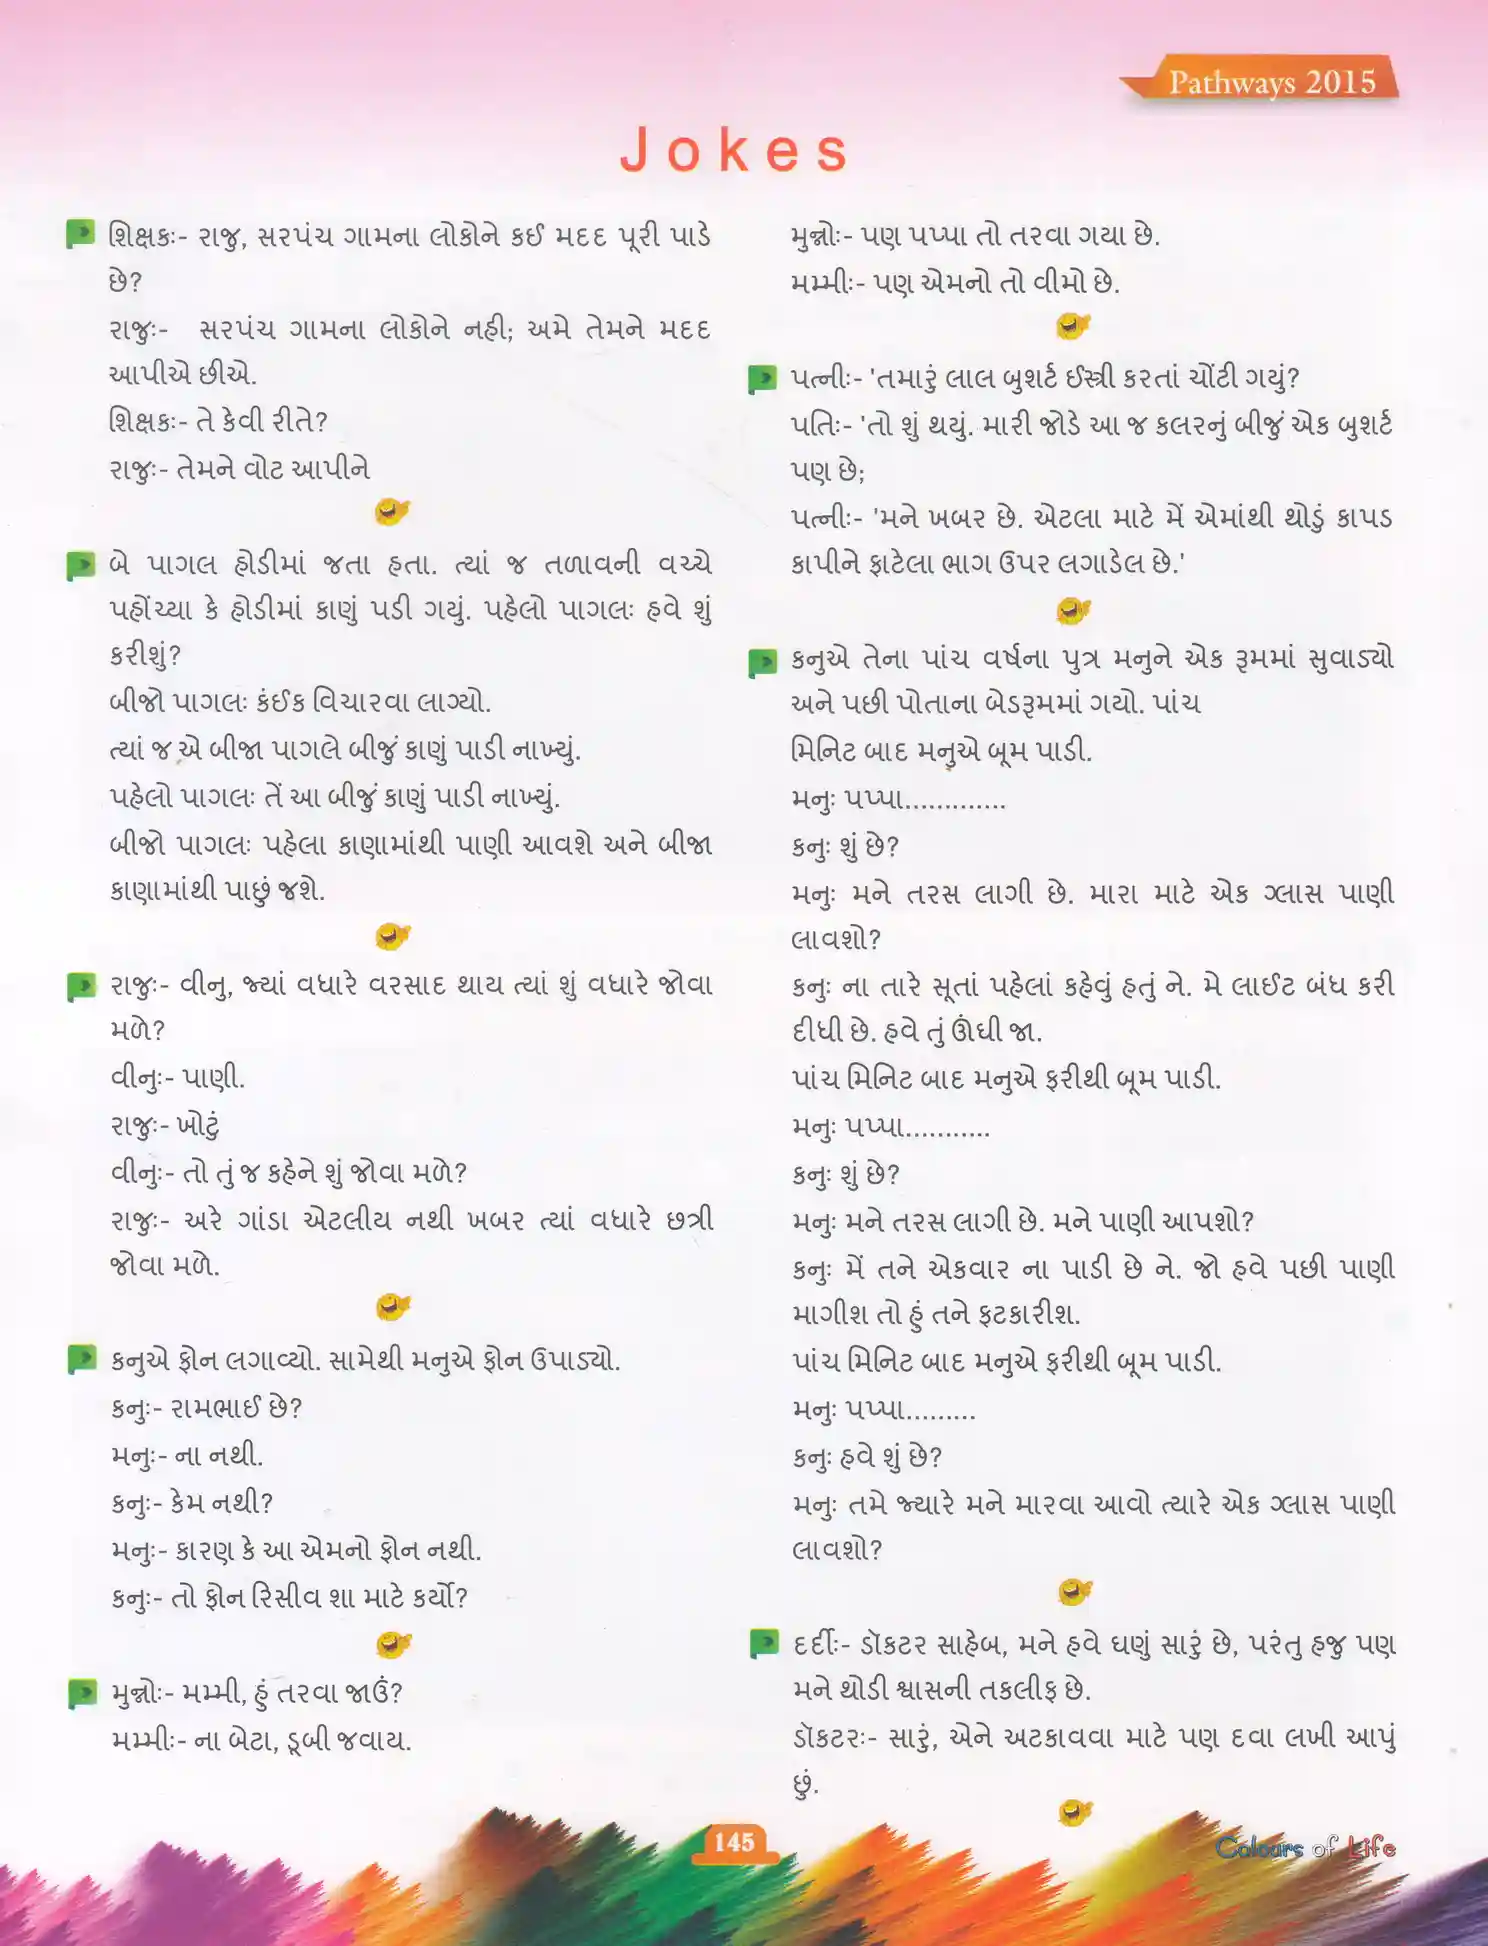 Pathways 2015
Jokes
શિક્ષકઃ- રાજુ, સરપંચ ગામના લોકોને કઈ મદદ પૂરી પાડે
છે?
રાજુઃ- સરપંચ ગામના લોકોને નહી; અમે તેમને મદદ
આપીએ છીએ.
શિક્ષકઃ- તે કેવી રીતે?
રાજુઃ- તેમને વોટ આપીને
બે પાગલ હોડીમાં જતા હતા. ત્યાં જ તળાવની વચ્ચે
પહોંચ્યા કે હોડીમાં કાણું પડી ગયું. પહેલો પાગલઃ હવે શું
કરીશું?
બીજો પાગલઃ કંઈક વિચારવા લાગ્યો.
ત્યાં જ એ બીજા પાગલે બીજું કાણું પાડી નાખ્યું.
પહેલો પાગલઃ તેં આ બીજું કાણું પાડી નાખ્યું.
બીજો પાગલઃ પહેલા કાણામાંથી પાણી આવશે અને બીજા
કાણામાંથી પાછું જશે.
રાજુઃ- વીનુ, જ્યાં વધારે વરસાદ થાય ત્યાં શું વધારે જોવા
મળે?
વીનુઃ- પાણી.
રાજુઃ- ખોટું
વીનુઃ- તો તું જ કહેને શું જોવા મળે?
રાજુઃ- અરે ગાંડા એટલીય નથી ખબર ત્યાં વધારે છત્રી
જોવા મળે.
કનુએ ફોન લગાવ્યો. સામેથી મનુએ ફોન ઉપાડ્યો.
કનુઃ- રામભાઈ છે?
મનુઃ- ના નથી.
કનુઃ- કેમ નથી?
મનુઃ- કારણ કે આ એમનો ફોન નથી.
કનુઃ- તો ફોન રિસીવ શા માટે કર્યો?
મુન્નોઃ- મમ્મી, હું તરવા જાઉં?
મમ્મીઃ- ના બેટા, ડૂબી જવાય.
મુન્નોઃ- પણ પપ્પા તો તરવા ગયા છે.
મમ્મીઃ- પણ એમનો તો વીમો છે.
પત્નીઃ- 'તમારું લાલ બુશર્ટ ઈસ્ત્રી કરતાં ચોંટી ગયું?
પતિઃ- 'તો શું થયું. મારી જોડે આ જ કલરનું બીજું એક બુશર્ટ
પણ છે;
પત્નીઃ- 'મને ખબર છે. એટલા માટે મેં એમાંથી થોડું કાપડ
કાપીને ફાટેલા ભાગ ઉપર લગાડેલ છે.'
કનુએ તેના પાંચ વર્ષના પુત્ર મનુને એક રૂમમાં સુવાડ્યો
અને પછી પોતાના બેડરૂમમાં ગયો. પાંચ
મિનિટ બાદ મનુએ બૂમ પાડી.
મનુઃ પપ્પા.............
કનુઃ શું છે?
મનુઃ મને તરસ લાગી છે. મારા માટે એક ગ્લાસ પાણી
લાવશો?
કનુઃ ના તારે સૂતાં પહેલાં કહેવું હતું ને. મે લાઈટ બંધ કરી
દીધી છે. હવે તું ઊંઘી જા.
પાંચ મિનિટ બાદ મનુએ ફરીથી બૂમ પાડી.
મનુઃ પપ્પા...........
કનુઃ શું છે?
મનુઃ મને તરસ લાગી છે. મને પાણી આપશો?
કનુઃ મેં તને એકવાર ના પાડી છે ને. જો હવે પછી પાણી
માગીશ તો હું તને ફટકારીશ.
પાંચ મિનિટ બાદ મનુએ ફરીથી બૂમ પાડી.
મનુઃ પપ્પા.........
કનુઃ હવે શું છે?
મનુઃ તમે જ્યારે મને મારવા આવો ત્યારે એક ગ્લાસ પાણી
લાવશો?
દર્દીઃ- ડૉકટર સાહેબ, મને હવે ઘણું સારું છે, પરંતુ હજુ પણ
મને થોડી શ્વાસની તકલીફ છે.
ડૉકટરઃ- સારું, એને અટકાવવા માટે પણ દવા લખી આપું
છું.
145
Colours of Life